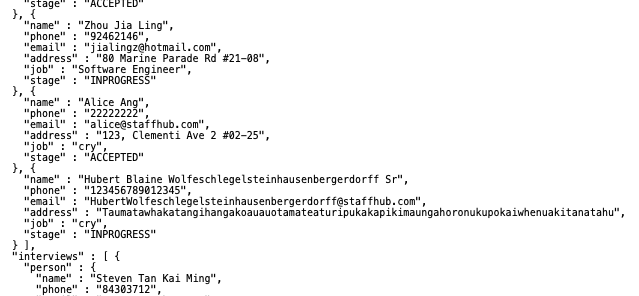 "stage" : "ACCEPTED"
}, {
"name" : "Zhou Jia Ling",
"phone" : "92462146",
"email" : "jialingz@hotmail.com",
"address" : "80 Marine Parade Rd #21-08",
"job" : "Software Engineer",
"stage" : "INPROGRESS"
}, {
"name" : "Alice Ang",
"phone" : "22222222",
"email" : "alice@staffhub.com",
"address" : "123, Clementi Ave 2 #02-25",
"job" : "cry",
"stage" : "ACCEPTED"
}, {
"name" : "Hubert Blaine Wolfeschlegelsteinhausenbergerdorff Sr",
"phone" : "123456789012345",
"email" : "HubertWolfeschlegelsteinhausenbergerdorff@staffhub.com",
"address" : "Taumatawhakatangihangakoauauotamateaturipukakapikimaungahoronukupokaiwhenuakitanatahu",
"job" : "cry",
"stage" : "INPROGRESS"
} ],
"interviews" : [ {
"person" : {
"name" : "Steven Tan Kai Ming",
"phone" : "84303712",